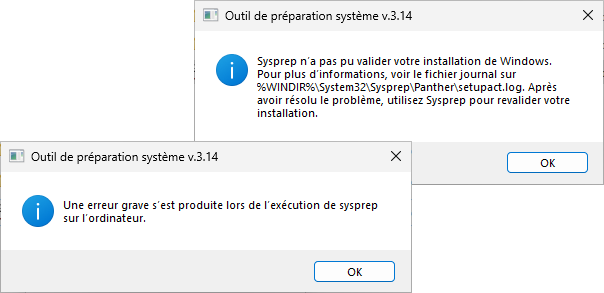 Outil de préparation système v.3.14
Sysprep n'a pas pu valider votre installation de Windows.
Pour plus d'informations, voir le fichier journal sur
%WINDIR%\System32\Sysprep\Panther\setupact.log. Après
avoir résolu le problème, utilisez Sysprep pour revalider votre
installation.
OK
Outil de préparation système v.3.14
Une erreur grave s'est produite lors de l'exécution de sysprep
sur l'ordinateur.
OK